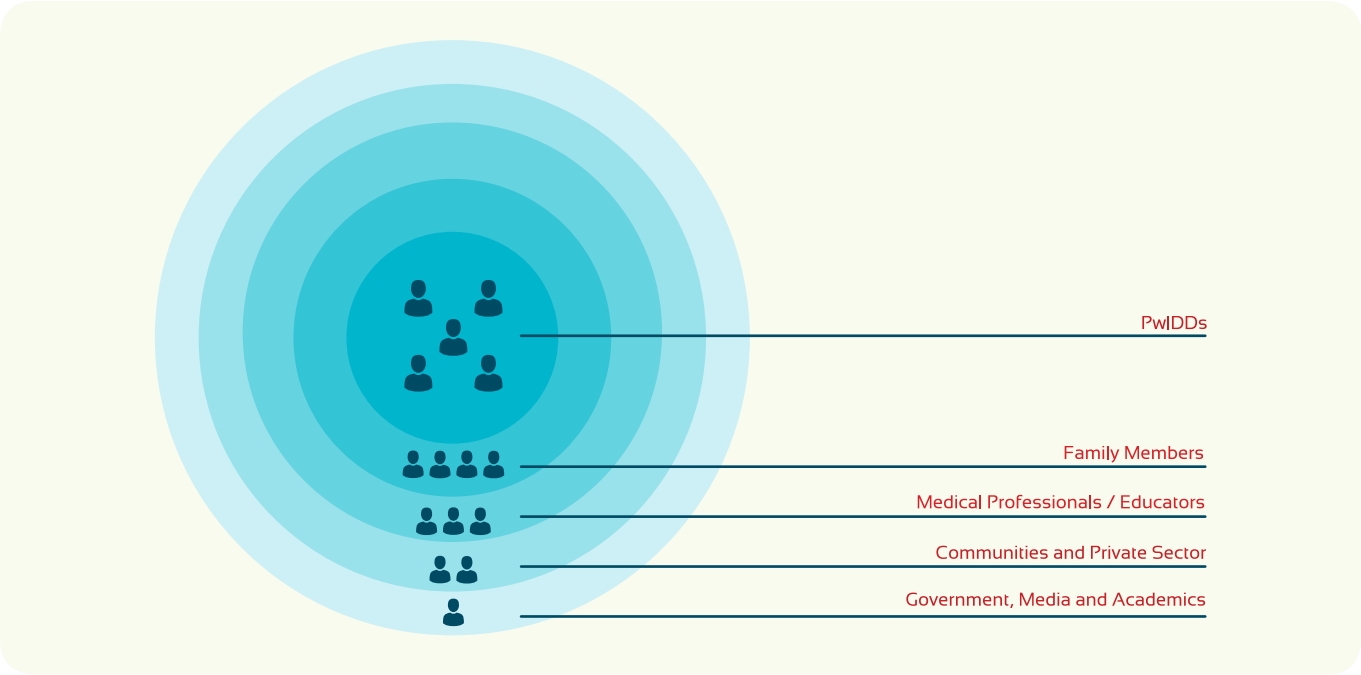 PwIDDs
Family Members
Medical Professionals / Educators
Communities and Private Sector
Government, Media and Academics